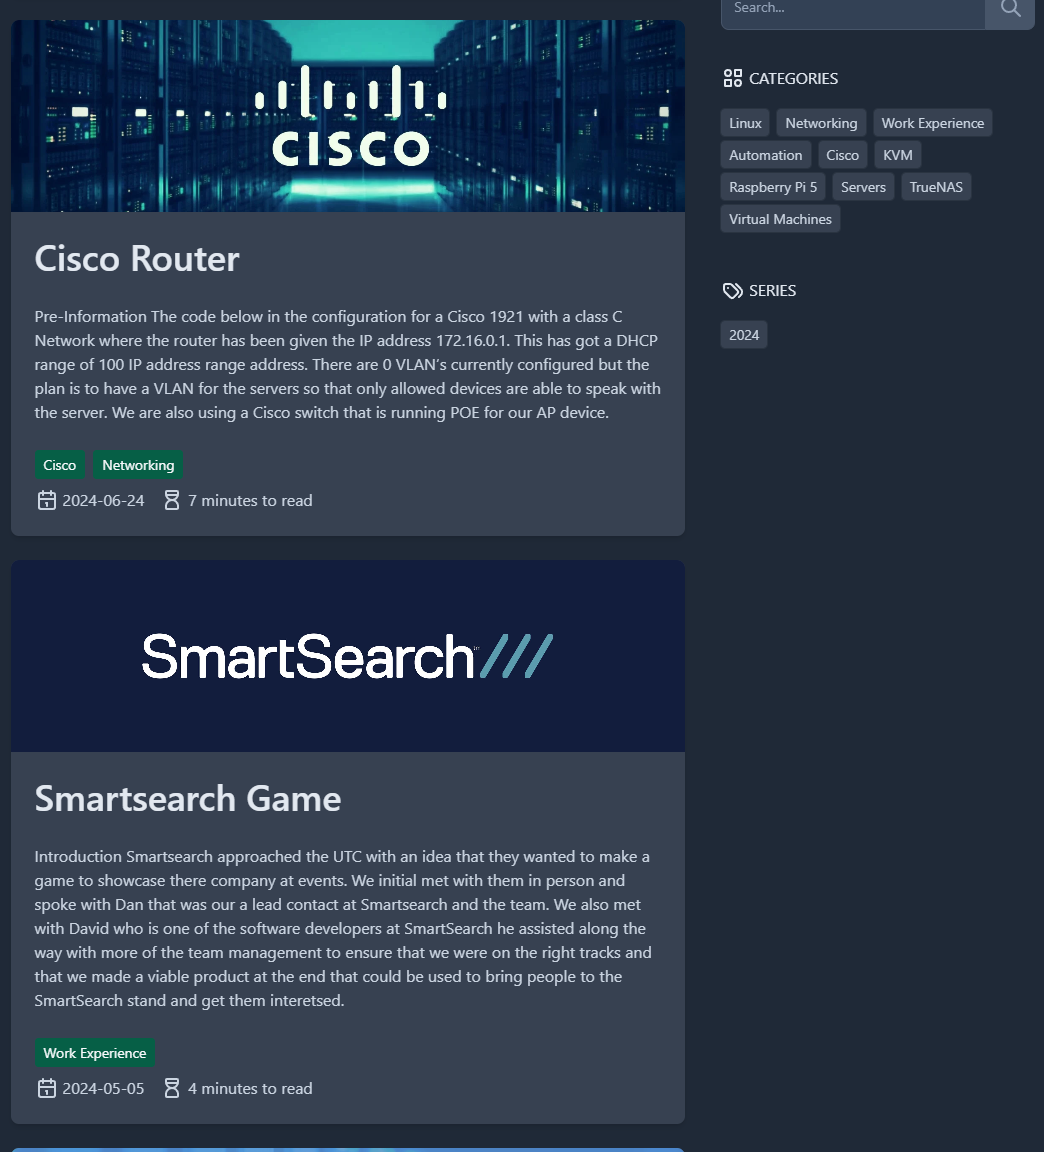 CISCO
Cisco Router
Pre-Information The code below in the configuration for a Cisco 1921 with a class C
Network where the router has been given the IP address 172.16.0.1. This has got a DHCP
range of 100 IP address range address. There are 0 VLAN’s currently configured but the
plan is to have a VLAN for the servers so that only allowed devices are able to speak with
the server. We are also using a Cisco switch that is running POE for our AP device.
Cisco Networking
2024-06-24 7 minutes to read
SmartSearch
Smartsearch Game
Introduction Smartsearch approached the UTC with an idea that they wanted to make a
game to showcase there company at events. We initial met with them in person and
spoke with Dan that was our a lead contact at Smartsearch and the team. We also met
with David who is one of the software developers at SmartSearch he assisted along the
way with more of the team management to ensure that we were on the right tracks and
that we made a viable product at the end that could be used to bring people to the
SmartSearch stand and get them interetsed.
Work Experience
2024-05-05 4 minutes to read
Search...
CATEGORIES
Linux Networking Work Experience
Automation Cisco KVM
Raspberry Pi 5 Servers TrueNAS
Virtual Machines
SERIES
2024